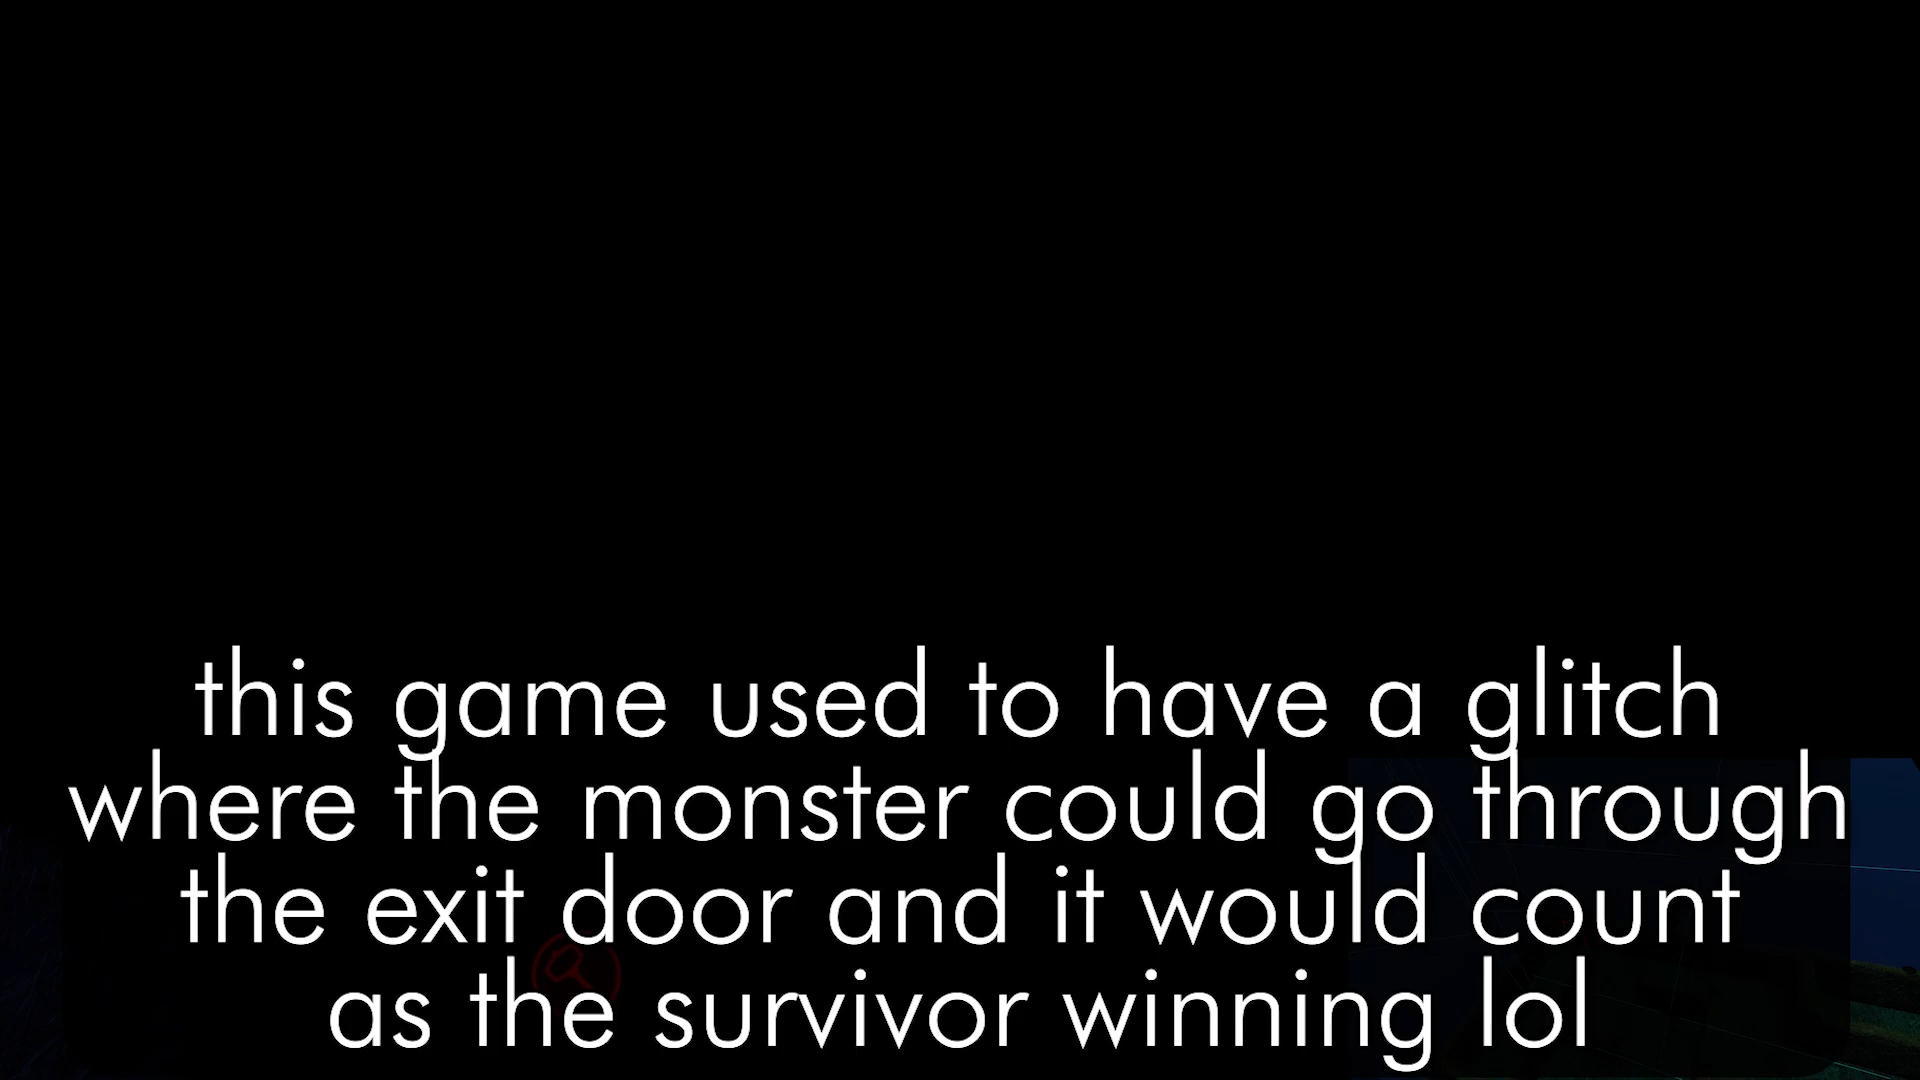 this game used to have a glitch
where the monster could go through
the exit door and it would count
as the survivor winning lol